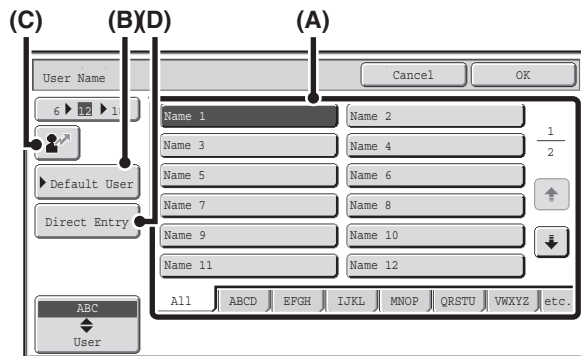 (C) (B)(D) (A)
User Name Cancel OK
6 12 18
Name 1 Name 2
Name 3 Name 4
1
2
Default User
Name 5 Name 6
Direct Entry
Name 7 Name 8
Name 9 Name 10
Name 11 Name 12
All ABCD EFGH IJKL MNOP QRSTU VWXYZ etc.
ABC
User